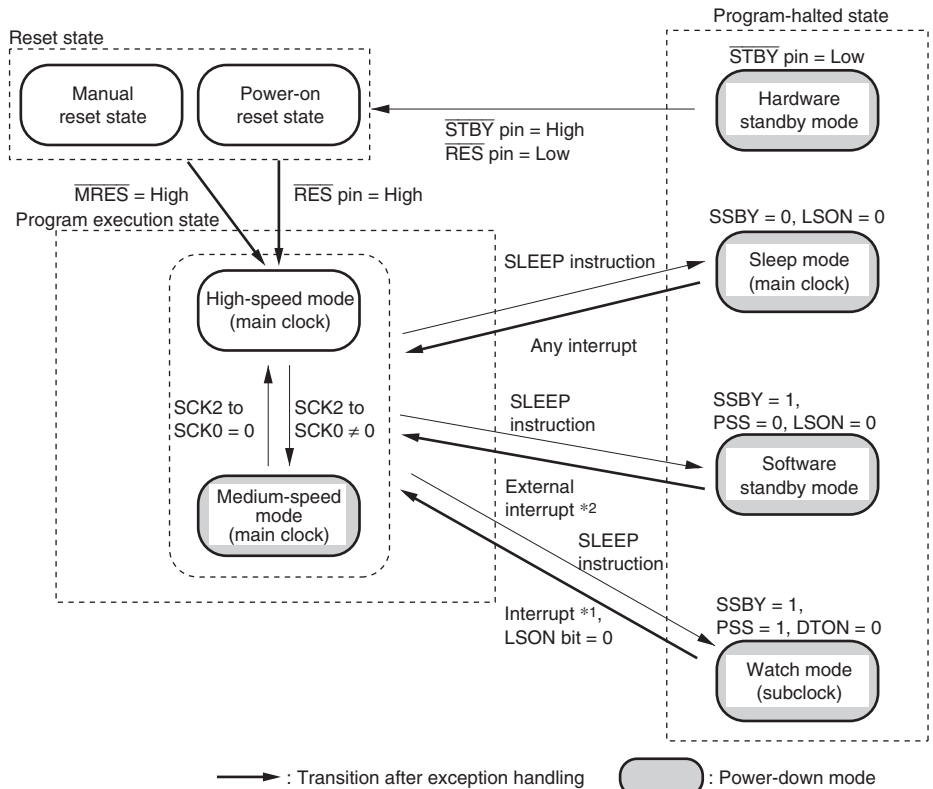 Program-halted state
Reset state
STBY pin = Low
Manual
reset state
Power-on
reset state
Hardware
standby mode
STBY pin = High
RES pin = Low
MRES = High
RES pin = High
Program execution state
SSBY = 0, LSON = 0
SLEEP instruction
Sleep mode
(main clock)
High-speed mode
(main clock)
Any interrupt
SCK2 to
SCK0 = 0
SCK2 to
SCK0 ≠ 0
SLEEP
instruction
SSBY = 1,
PSS = 0, LSON = 0
Software
standby mode
Medium-speed
mode
(main clock)
External
interrupt *2
SLEEP
instruction
Interrupt *1,
LSON bit = 0
SSBY = 1,
PSS = 1, DTON = 0
Watch mode
(subclock)
: Transition after exception handling
: Power-down mode